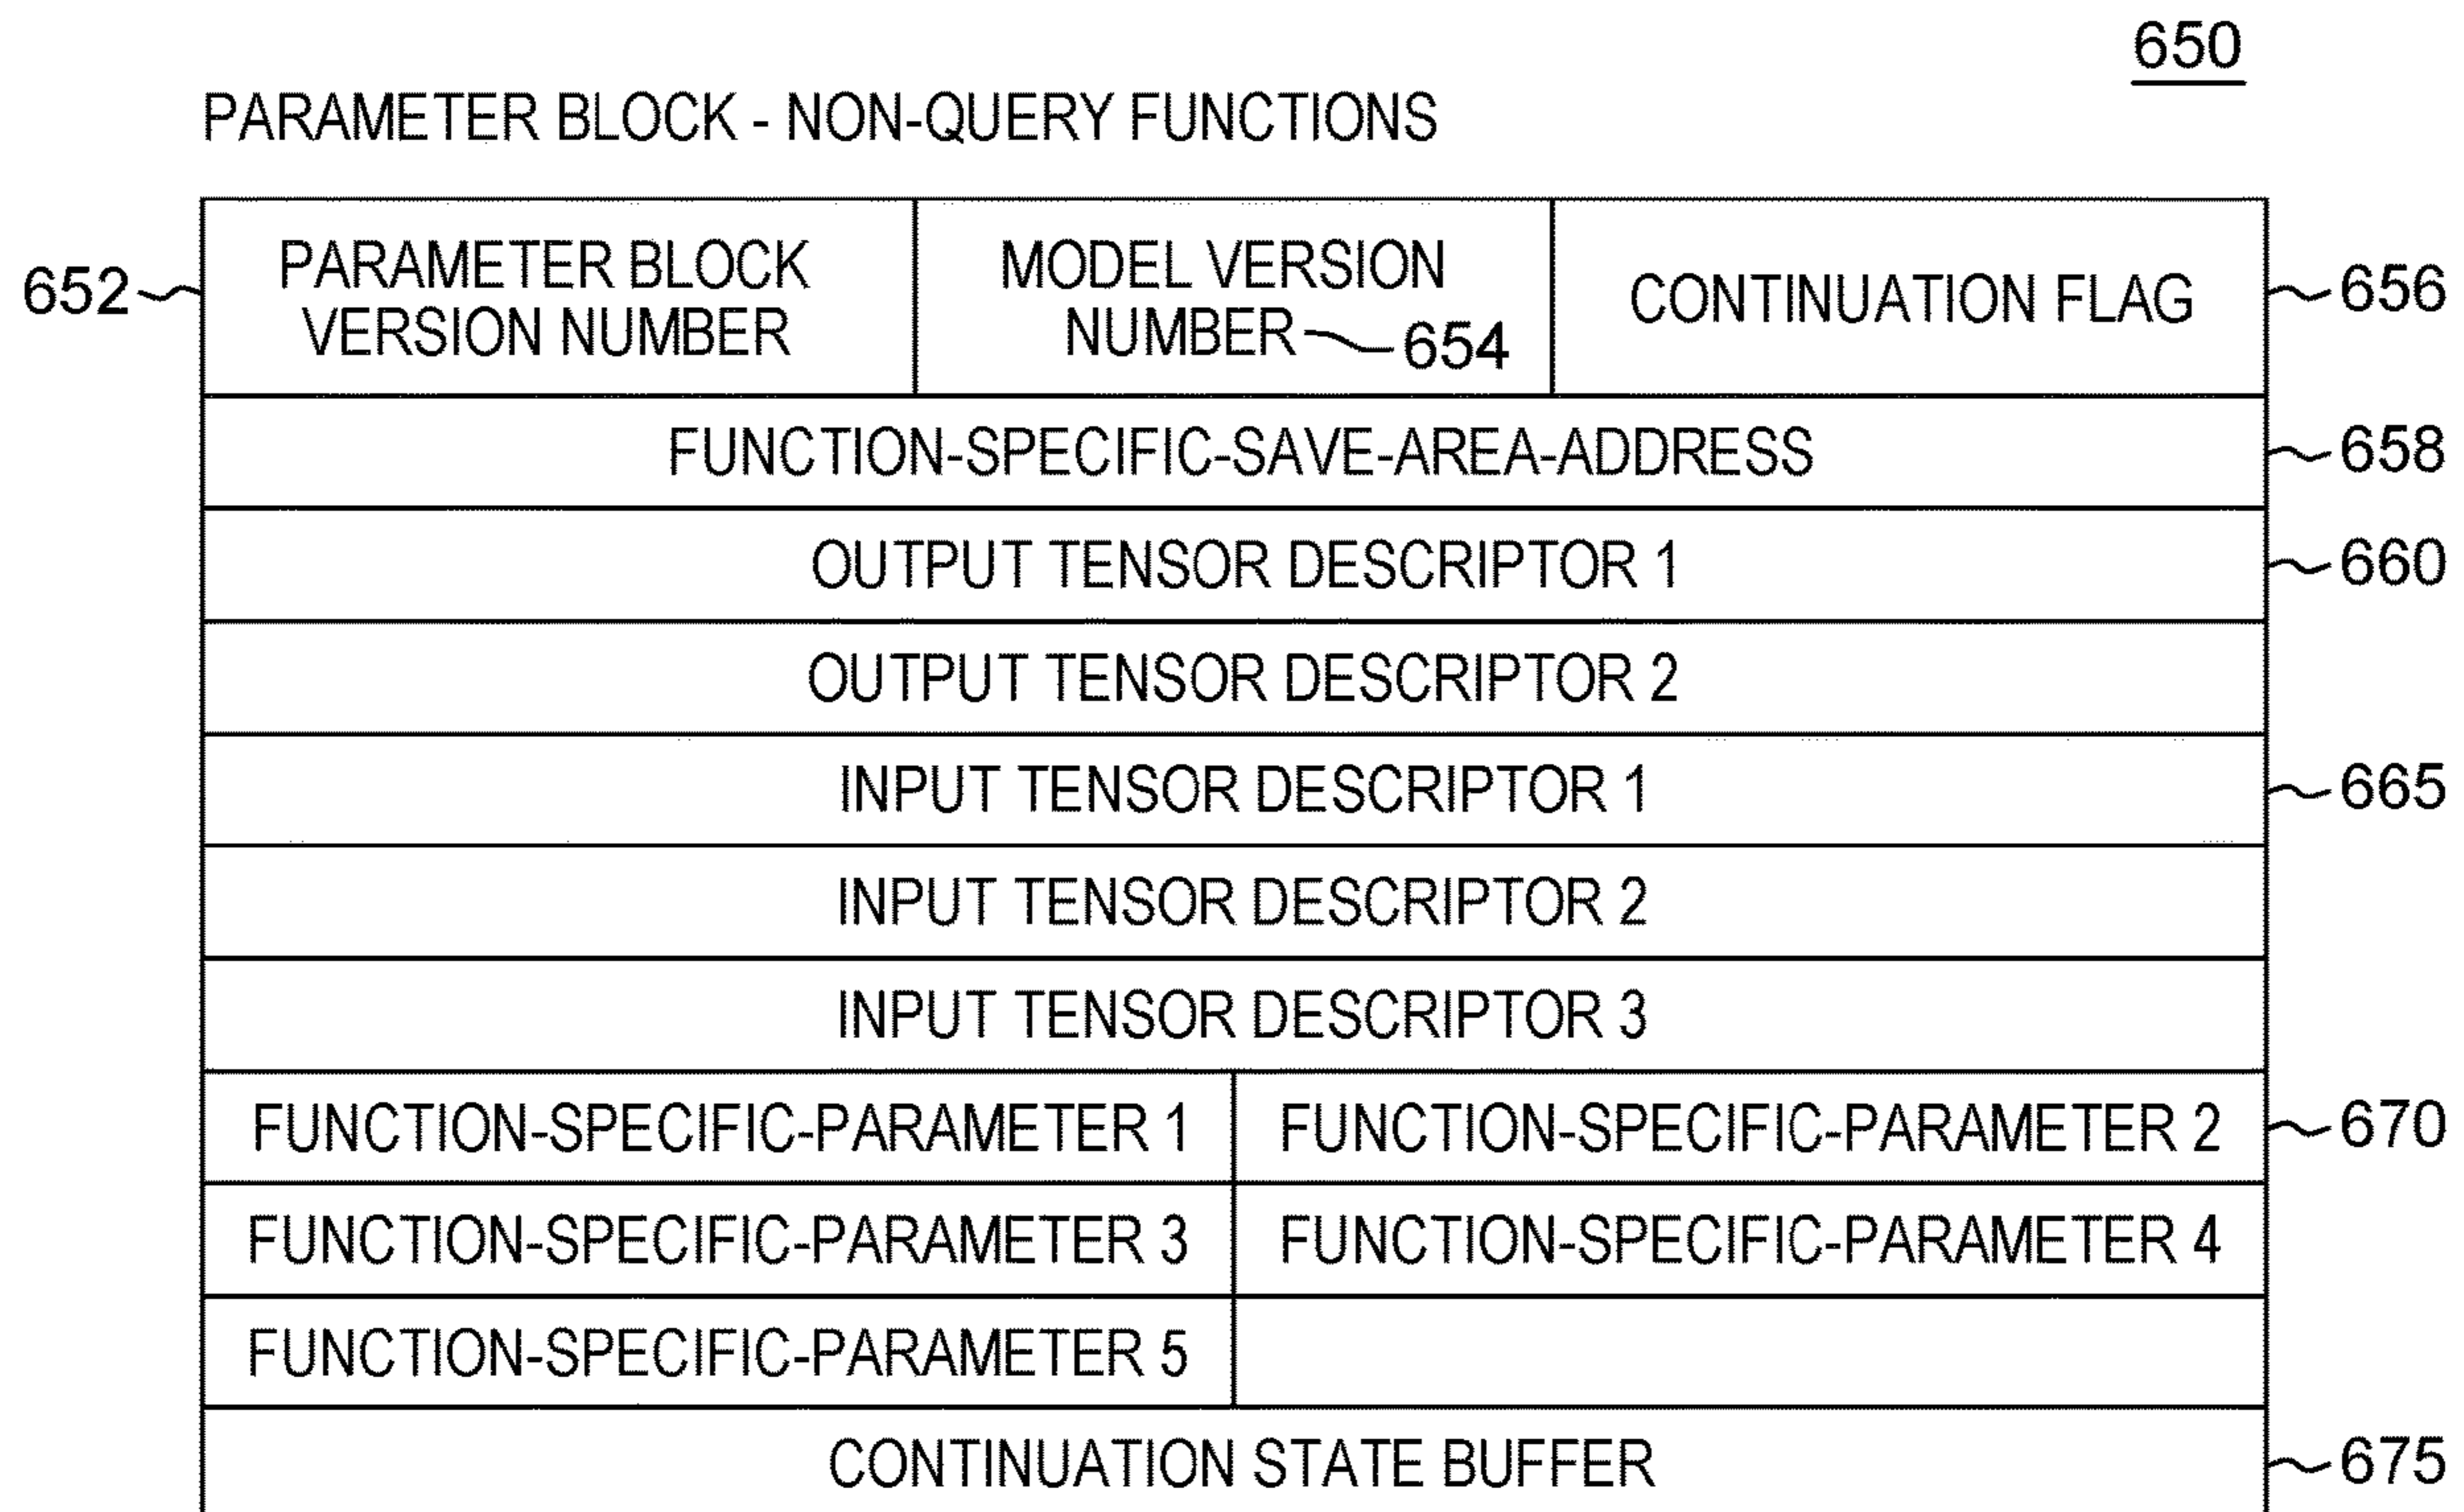 650
PARAMETER BLOCK - NON-QUERY FUNCTIONS
652
PARAMETER BLOCK
VERSION NUMBER
MODEL VERSION
NUMBER 654
CONTINUATION FLAG
656
FUNCTION-SPECIFIC-SAVE-AREA-ADDRESS
658
OUTPUT TENSOR DESCRIPTOR 1
660
OUTPUT TENSOR DESCRIPTOR 2
INPUT TENSOR DESCRIPTOR 1
665
INPUT TENSOR DESCRIPTOR 2
INPUT TENSOR DESCRIPTOR 3
FUNCTION-SPECIFIC-PARAMETER 1
FUNCTION-SPECIFIC-PARAMETER 2
670
FUNCTION-SPECIFIC-PARAMETER 3
FUNCTION-SPECIFIC-PARAMETER 4
FUNCTION-SPECIFIC-PARAMETER 5
CONTINUATION STATE BUFFER
675